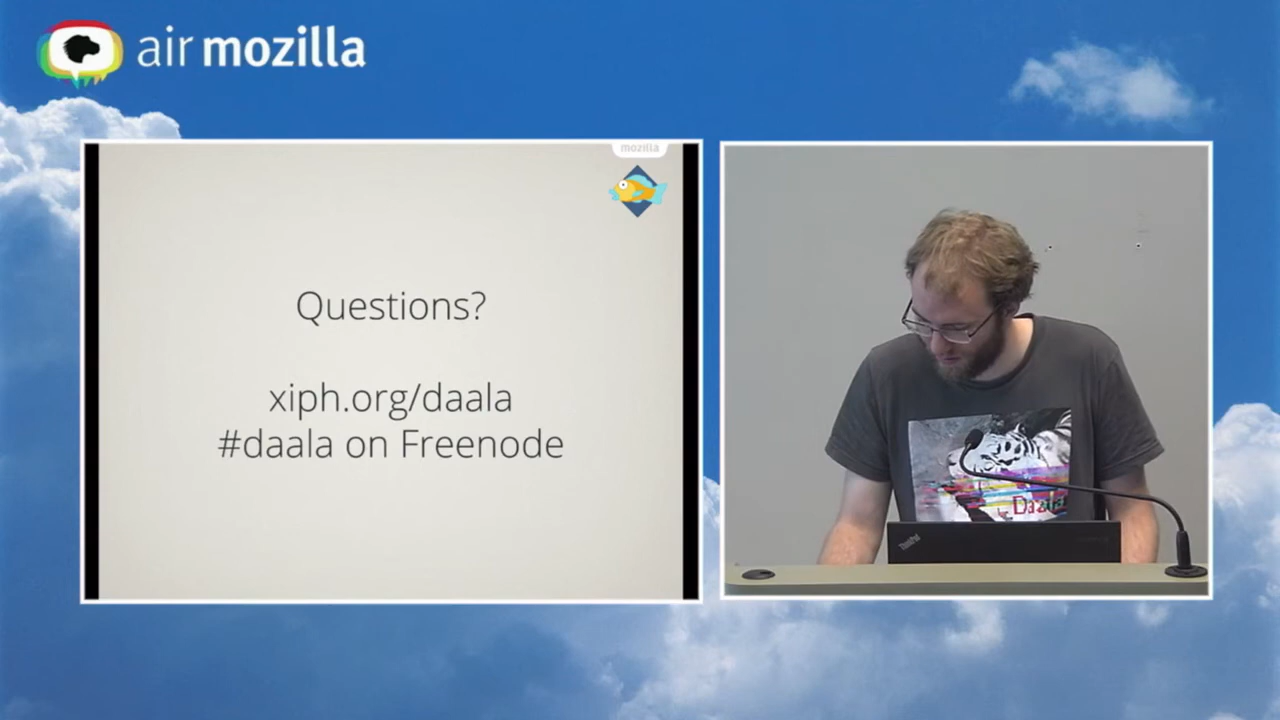 air mozilla
mozilla
Questions?
xiph.org/daala
#daala on Freenode
Daala
ThinkPad